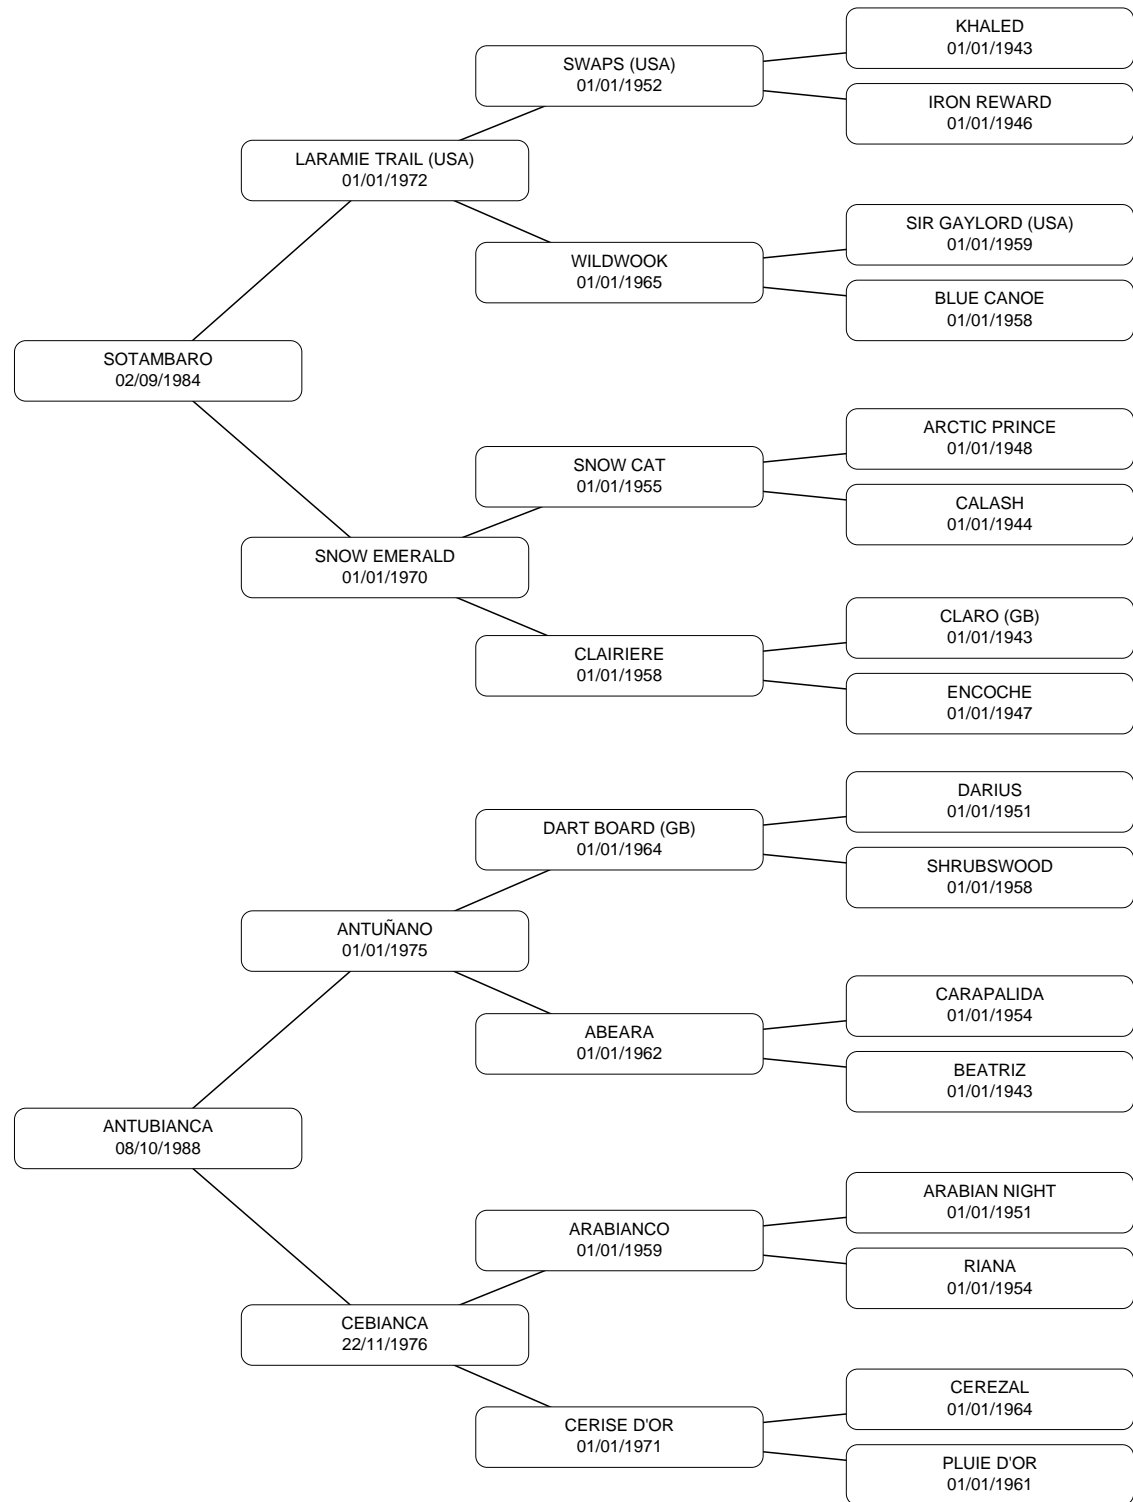 KHALED
01/01/1943
SWAPS (USA)
01/01/1952
IRON REWARD
01/01/1946
LARAMIE TRAIL (USA)
01/01/1972
SIR GAYLORD (USA)
01/01/1959
WILDWOOK
01/01/1965
BLUE CANOE
01/01/1958
SOTAMBARO
02/09/1984
ARCTIC PRINCE
01/01/1948
SNOW CAT
01/01/1955
CALASH
01/01/1944
SNOW EMERALD
01/01/1970
CLARO (GB)
01/01/1943
CLAIRIERE
01/01/1958
ENCOCHE
01/01/1947
DARIUS
01/01/1951
DART BOARD (GB)
01/01/1964
SHRUBSWOOD
01/01/1958
ANTUÑANO
01/01/1975
CARAPALIDA
01/01/1954
ABEARA
01/01/1962
BEATRIZ
01/01/1943
ANTUBIANCA
08/10/1988
ARABIAN NIGHT
01/01/1951
ARABIANCO
01/01/1959
RIANA
01/01/1954
CEBIANCA
22/11/1976
CEREZAL
01/01/1964
CERISE D'OR
01/01/1971
PLUIE D'OR
01/01/1961